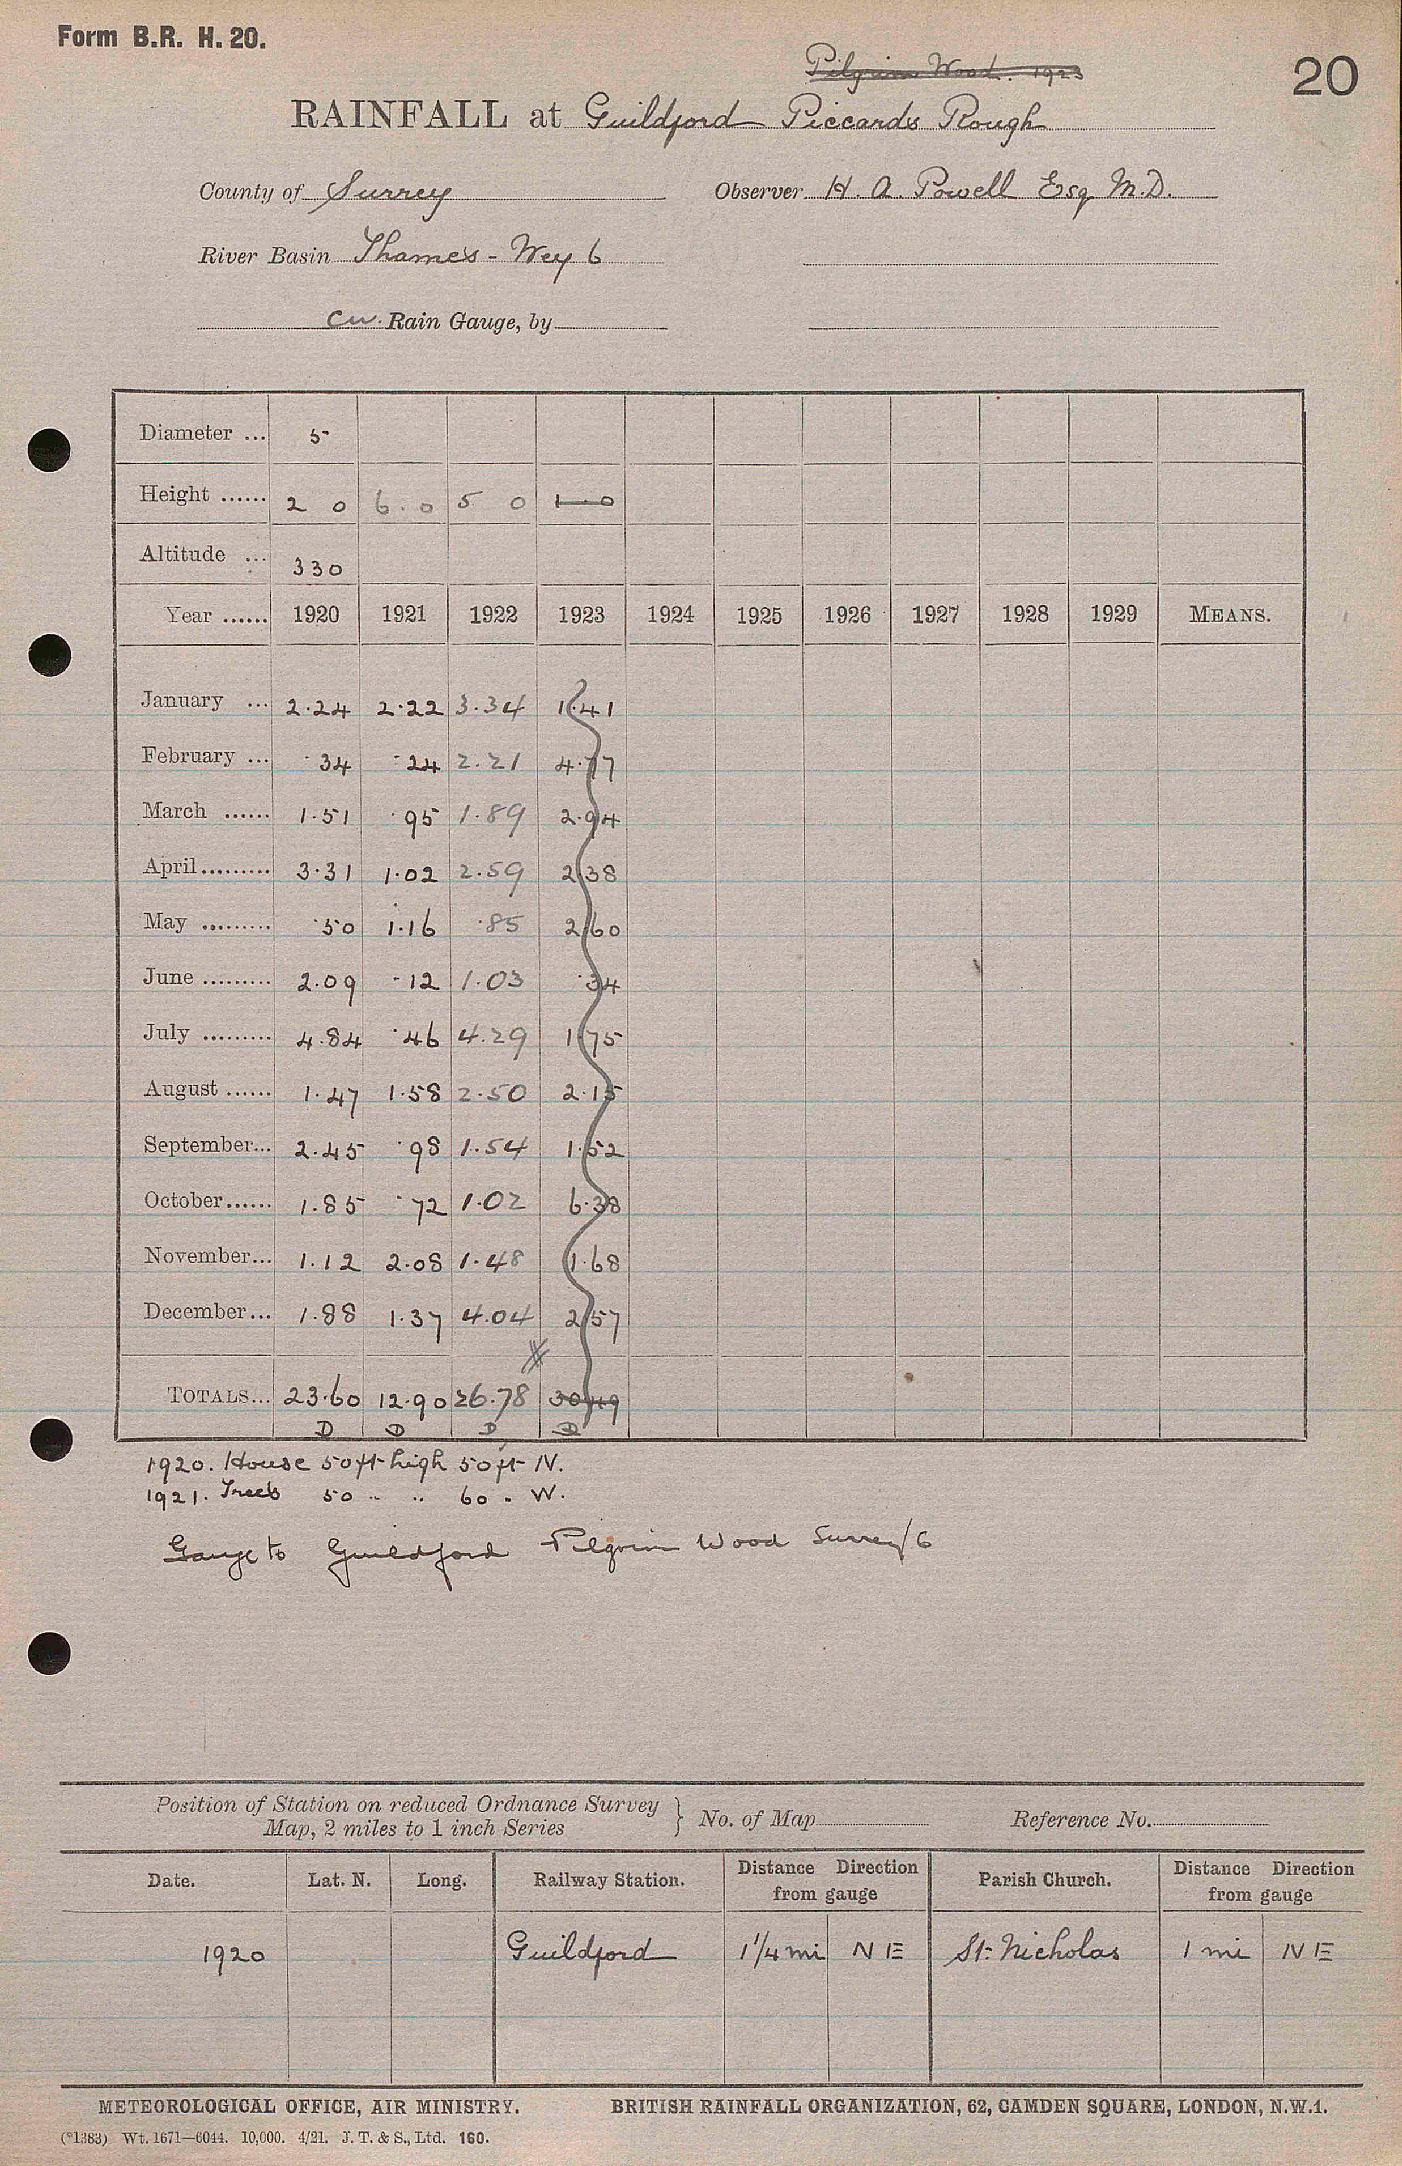 Form B.R. H. 20.
Pilgrim Wood. 1923
20
RAINFALL at Guildford Piccards Rough
County of Surrey Observer H. A. Powell Esq M.D.
River Basin Thames - Wey 6
cw. Rain Gauge, by
Diameter ... 5
Height ...... 2 0 6.0 5 0 1 . 0
Altitude ... 330
Year ...... 1920 1921 1922 1923 1924 1925 1926 1927 1928 1929 MEANS.
January ... 2.24 2.22 3.34 1.41
February ... .34 .24 2.21 4.77
March ...... 1.51 .95 1.89 2.94
April ......... 3.31 1.02 2.59 2.38
May ......... .50 1.16 .85 2.60
June ......... 2.09 .12 1.03 .34
July ......... 4.84 .46 4.29 1.75
August ...... 1.47 1.58 2.50 2.15
September... 2.45 .98 1.54 1.52
October...... 1.85 .72 1.02 6.38
November... 1.12 2.08 1.48 1.68
December... 1.88 1.37 4.04 2.57
TOTALS... 23.60 12.90 26.78 30.49
D D D D
1920. House 50ft high 50ft N.
1921. Trees 50 " " 60 " W.
Gauge to Guildford Pilgrim Wood Surrey/6
Position of Station on reduced Ordnance Survey
Map, 2 miles to 1 inch Series } No. of Map Reference No.
Date. Lat. N. Long. Railway Station. Distance Direction from gauge Parish Church. Distance Direction from gauge
1920 Guildford 1 1/4 mi N E St. Nicholas 1 mi N E
METEOROLOGICAL OFFICE, AIR MINISTRY. BRITISH RAINFALL ORGANIZATION, 62, CAMDEN SQUARE, LONDON, N.W.1.
(*1383) Wt. 1671—6044. 10,000. 4/21. J. T. & S., Ltd. 160.